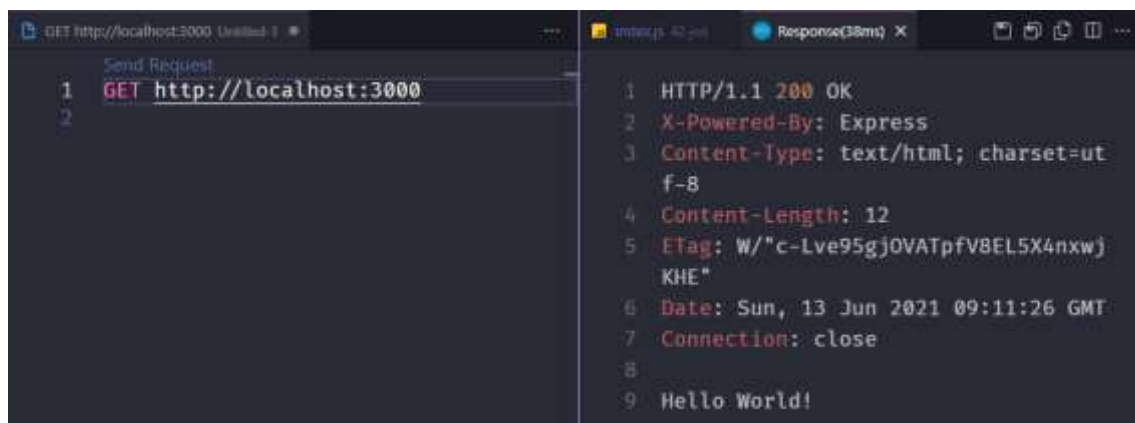 GET http://localhost:3000 Untitled-1
Send Request
1 GET http://localhost:3000
2
index.js
Response(38ms)
1 HTTP/1.1 200 OK
2 X-Powered-By: Express
3 Content-Type: text/html; charset=ut
f-8
4 Content-Length: 12
5 ETag: W/"c-Lve95gjOVATpfV8EL5X4nxwj
KHE"
6 Date: Sun, 13 Jun 2021 09:11:26 GMT
7 Connection: close
8
9 Hello World!